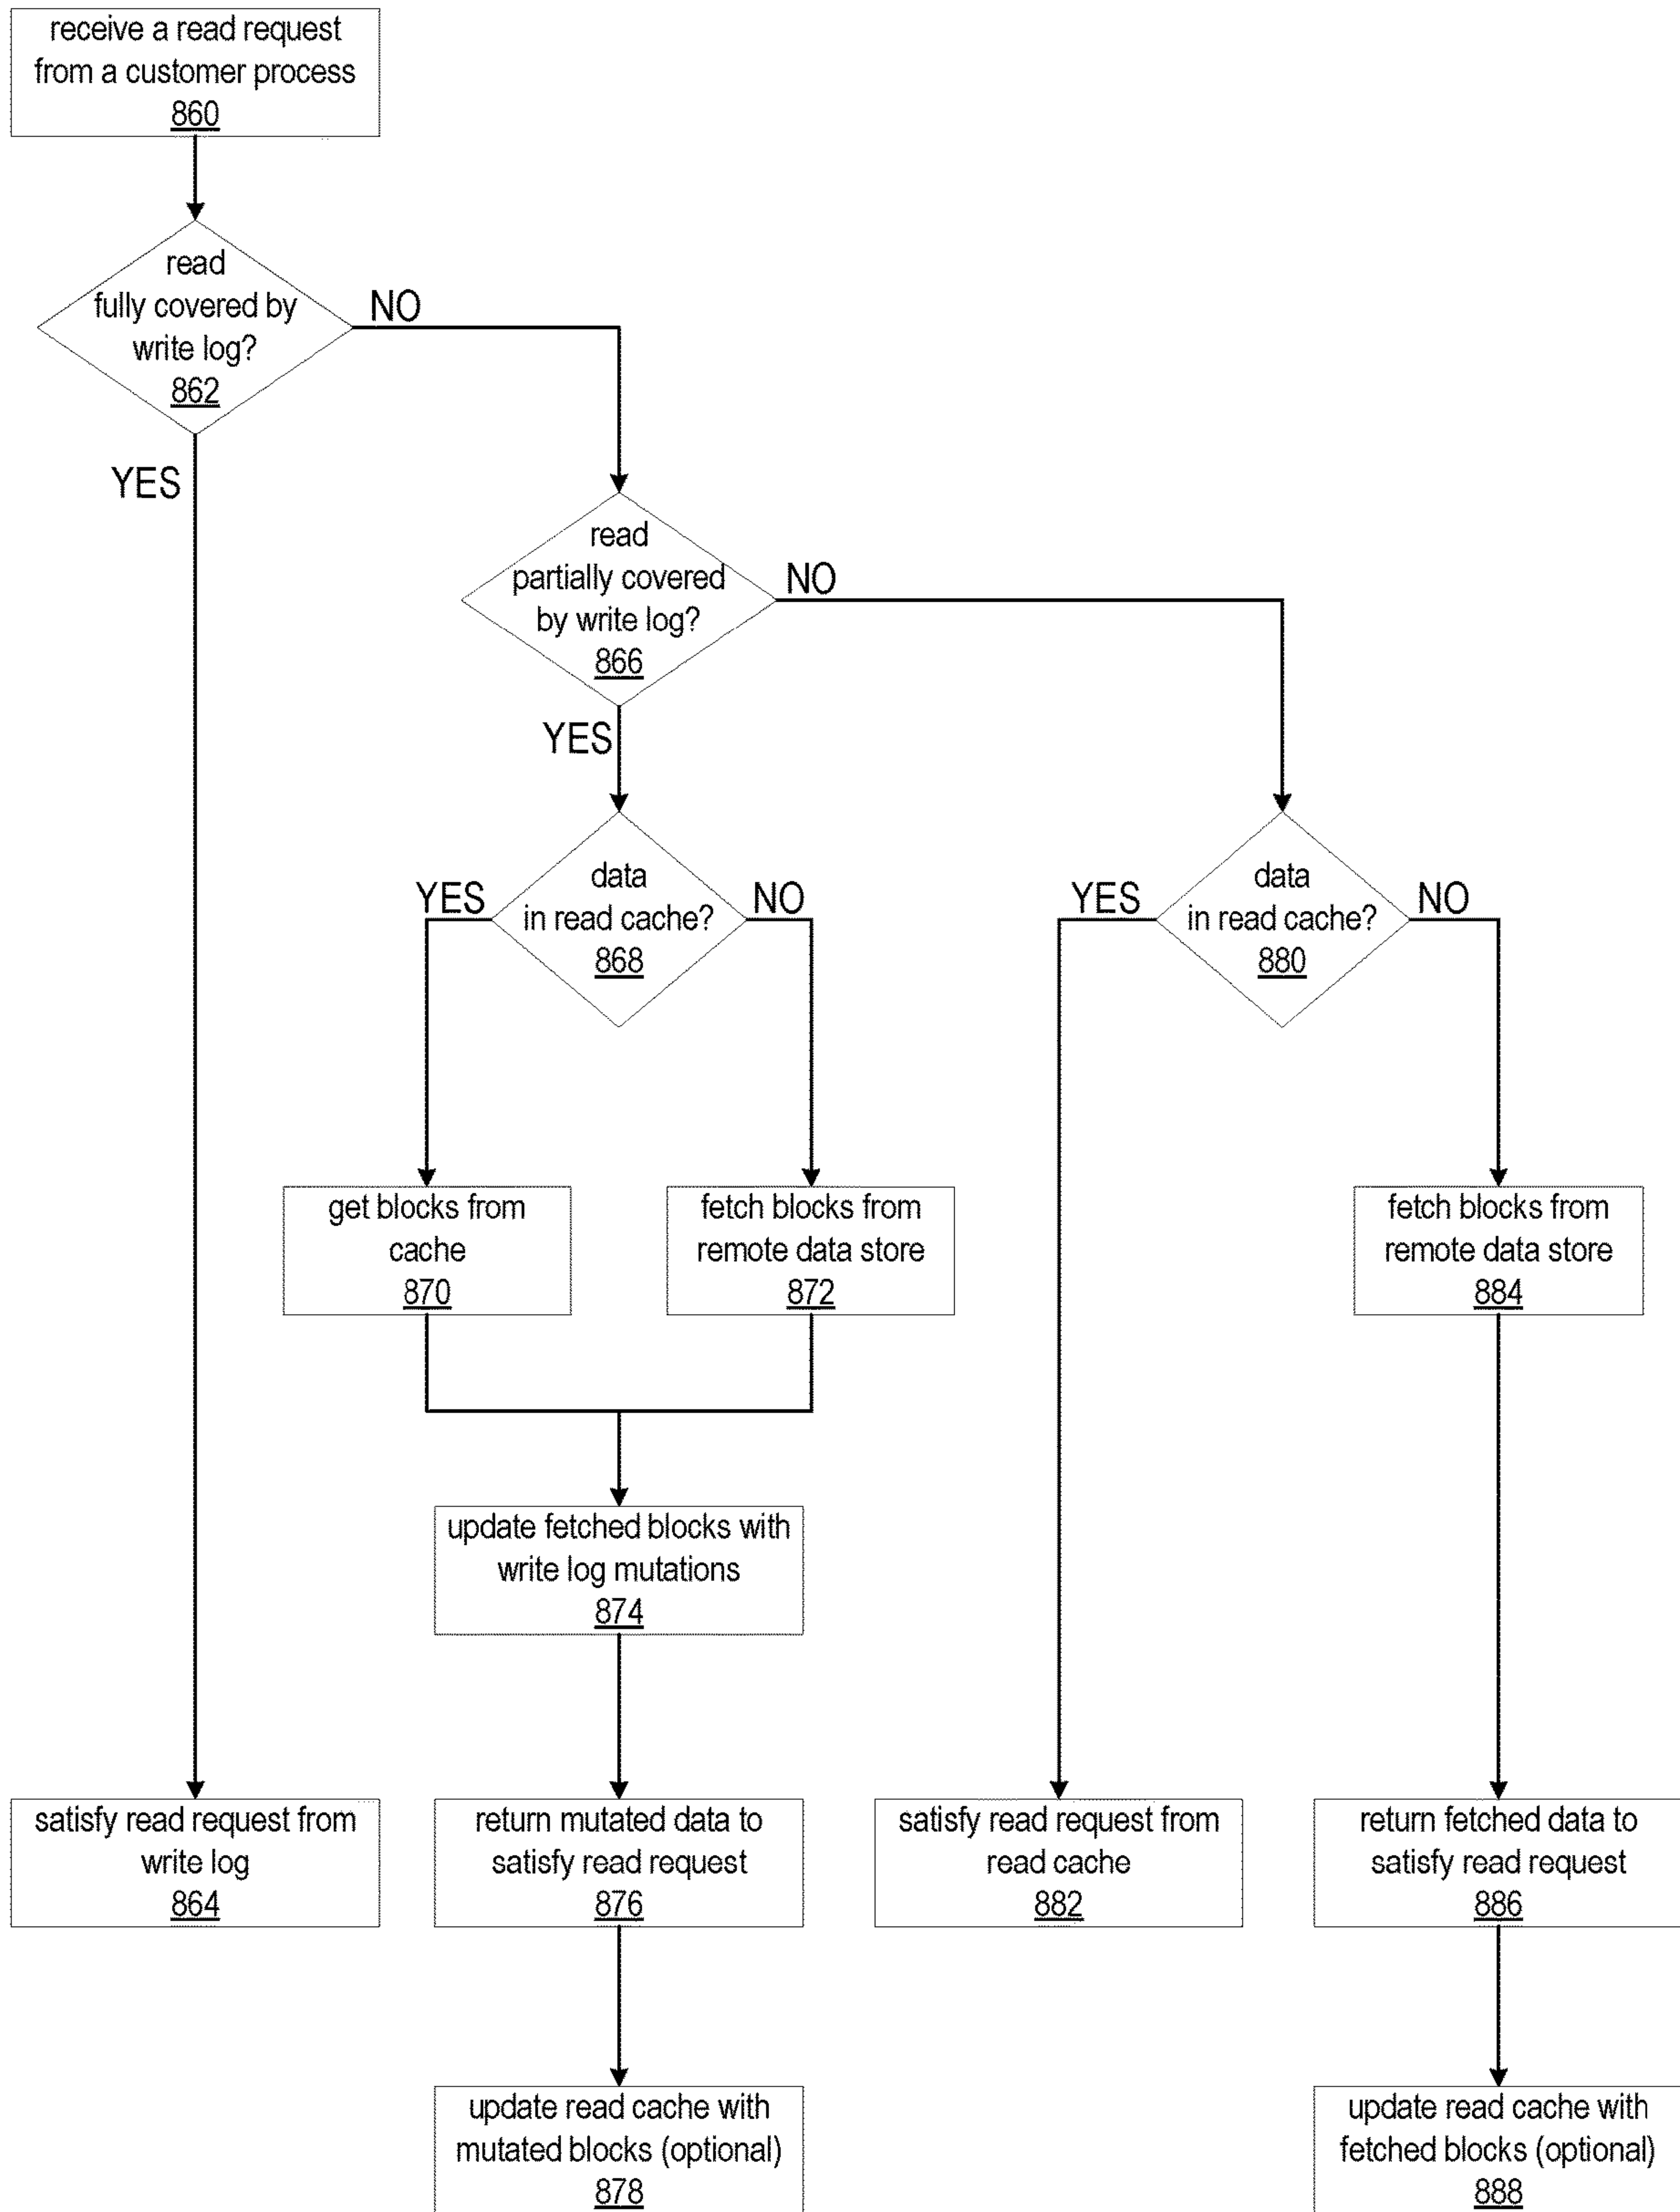 receive a read request
from a customer process
860
read
fully covered by
write log?
862
NO
YES
read
partially covered
by write log?
866
NO
YES
data
in read cache?
868
YES
NO
data
in read cache?
880
YES
NO
get blocks from
cache
870
fetch blocks from
remote data store
872
fetch blocks from
remote data store
884
update fetched blocks with
write log mutations
874
satisfy read request from
write log
864
return mutated data to
satisfy read request
876
satisfy read request from
read cache
882
return fetched data to
satisfy read request
886
update read cache with
mutated blocks (optional)
878
update read cache with
fetched blocks (optional)
888